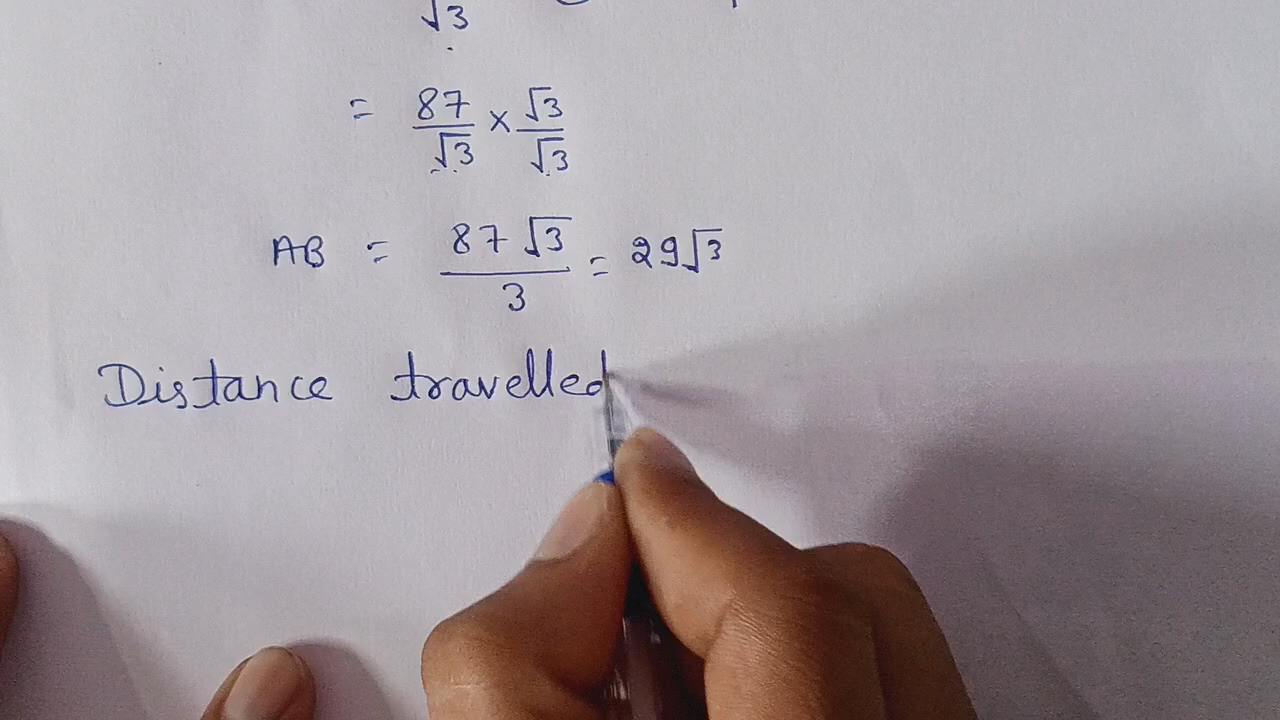 √3
= 87/√3 × √3/√3
AB = 87√3/3 = 29√3
Distance travelled